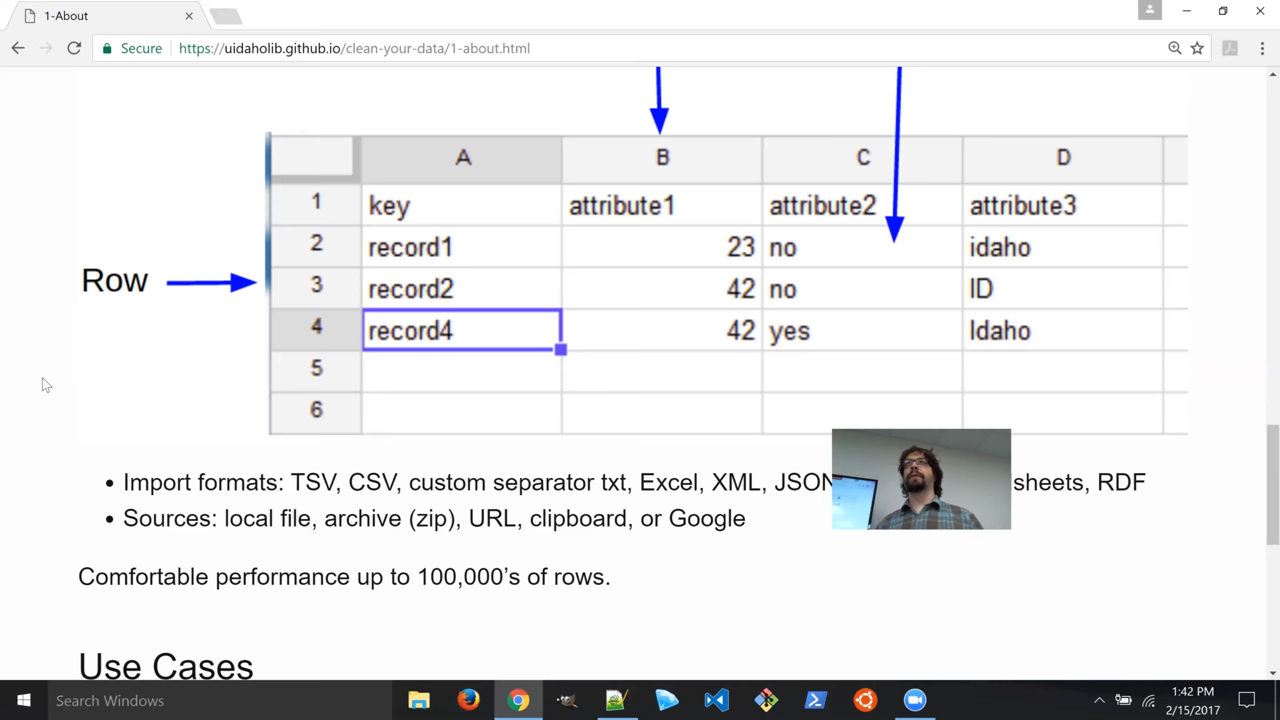 1-About
Secure https://uidaholib.github.io/clean-your-data/1-about.html
A B C D
1 key attribute1 attribute2 attribute3
2 record1 23 no idaho
Row
3 record2 42 no ID
4 record4 42 yes Idaho
5
6
• Import formats: TSV, CSV, custom separator txt, Excel, XML, JSON sheets, RDF
• Sources: local file, archive (zip), URL, clipboard, or Google
Comfortable performance up to 100,000’s of rows.
Use Cases
Search Windows
1:42 PM
2/15/2017